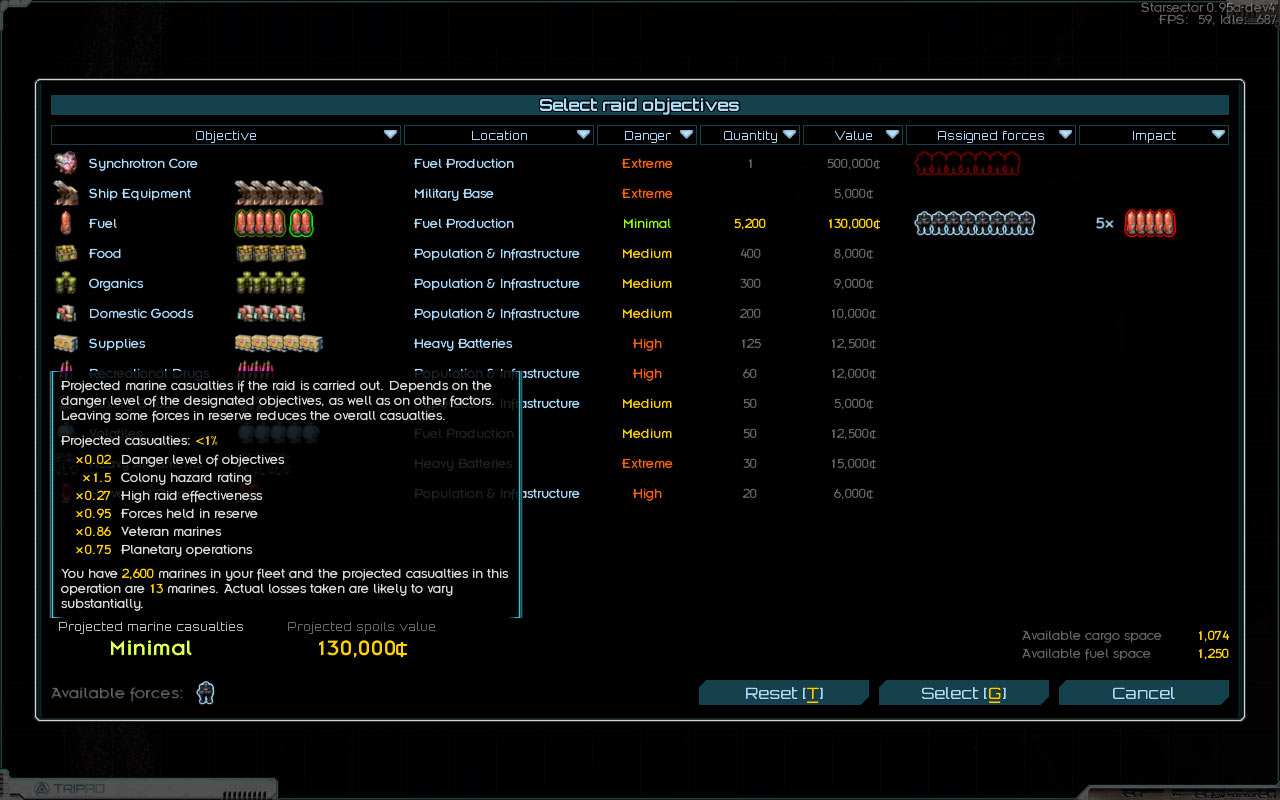 Starsector 0.95a-dev4
FPS: 59, Idle: 68%
Select raid objectives
Objective Location Danger Quantity Value Assigned forces Impact
Synchrotron Core Fuel Production Extreme 1 500,000¢
Ship Equipment Military Base Extreme 5,000¢
Fuel Fuel Production Minimal 5,200 130,000¢ 5×
Food Population & Infrastructure Medium 400 8,000¢
Organics Population & Infrastructure Medium 300 9,000¢
Domestic Goods Population & Infrastructure Medium 200 10,000¢
Supplies Heavy Batteries High 125 12,500¢
Recreational Drugs Population & Infrastructure High 60 12,000¢
Population & Infrastructure Medium 50 5,000¢
Volatiles Fuel Production Medium 50 12,500¢
Heavy Armaments Heavy Batteries Extreme 30 15,000¢
Population & Infrastructure High 20 6,000¢
Projected marine casualties if the raid is carried out. Depends on the
danger level of the designated objectives, as well as on other factors.
Leaving some forces in reserve reduces the overall casualties.
Projected casualties: <1%
×0.02 Danger level of objectives
×1.5 Colony hazard rating
×0.27 High raid effectiveness
×0.95 Forces held in reserve
×0.86 Veteran marines
×0.75 Planetary operations
You have 2,600 marines in your fleet and the projected casualties in this
operation are 13 marines. Actual losses taken are likely to vary
substantially.
Projected marine casualties Projected spoils value
Minimal 130,000¢
Available cargo space 1,074
Available fuel space 1,250
Available forces:
Reset [T] Select [G] Cancel
TRIPAD